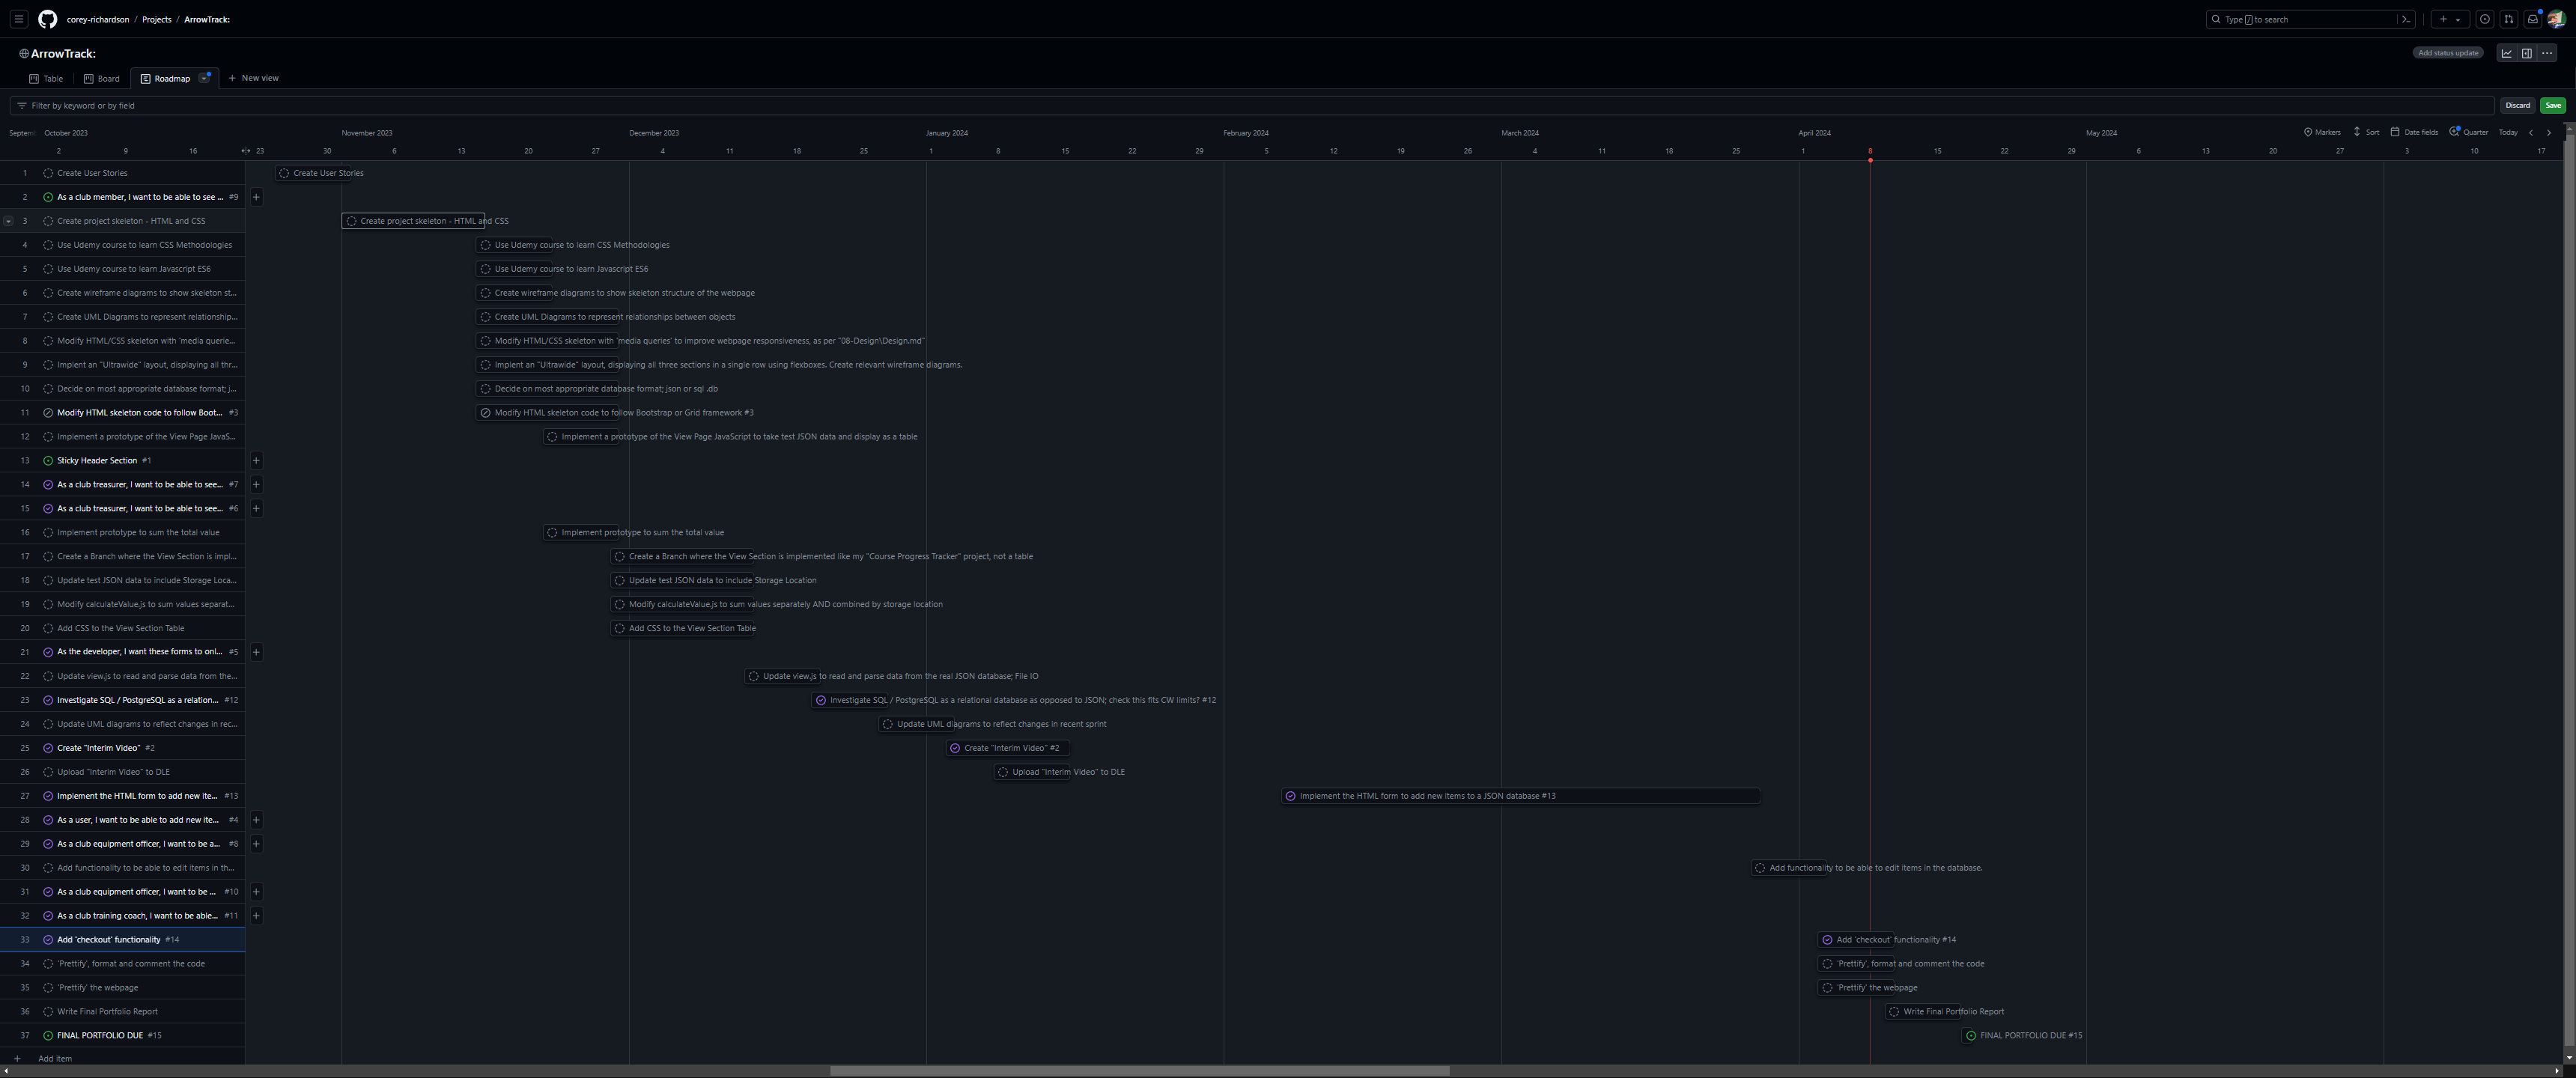 corey-richardson / Projects / ArrowTrack:
Type / to search
ArrowTrack:
Add status update
Table Board Roadmap New view
Filter by keyword or by field
Discard Save
Septem October 2023 November 2023 December 2023 January 2024 February 2024 March 2024 April 2024 May 2024
Markers Sort Date fields Quarter Today
2 9 16 23 30 6 13 20 27 4 11 18 25 1 8 15 22 29 5 12 19 26 4 11 18 25 1 8 15 22 29 6 13 20 27 3 10 17
1 Create User Stories Create User Stories
2 As a club member, I want to be able to see ... #9
3 Create project skeleton - HTML and CSS Create project skeleton - HTML and CSS
4 Use Udemy course to learn CSS Methodologies Use Udemy course to learn CSS Methodologies
5 Use Udemy course to learn Javascript ES6 Use Udemy course to learn Javascript ES6
6 Create wireframe diagrams to show skeleton st... Create wireframe diagrams to show skeleton structure of the webpage
7 Create UML Diagrams to represent relationship... Create UML Diagrams to represent relationships between objects
8 Modify HTML/CSS skeleton with 'media querie... Modify HTML/CSS skeleton with 'media queries' to improve webpage responsiveness, as per "08-Design\Design.md"
9 Implent an "Ultrawide" layout, displaying all thr... Implent an "Ultrawide" layout, displaying all three sections in a single row using flexboxes. Create relevant wireframe diagrams.
10 Decide on most appropriate database format; j... Decide on most appropriate database format; json or sql .db
11 Modify HTML skeleton code to follow Boot... #3 Modify HTML skeleton code to follow Bootstrap or Grid framework #3
12 Implement a prototype of the View Page JavaS... Implement a prototype of the View Page JavaScript to take test JSON data and display as a table
13 Sticky Header Section #1
14 As a club treasurer, I want to be able to see... #7
15 As a club treasurer, I want to be able to see... #6
16 Implement prototype to sum the total value Implement prototype to sum the total value
17 Create a Branch where the View Section is impl... Create a Branch where the View Section is implemented like my "Course Progress Tracker" project, not a table
18 Update test JSON data to include Storage Loca... Update test JSON data to include Storage Location
19 Modify calculateValue.js to sum values separat... Modify calculateValue.js to sum values separately AND combined by storage location
20 Add CSS to the View Section Table Add CSS to the View Section Table
21 As the developer, I want these forms to onl... #5
22 Update view.js to read and parse data from the... Update view.js to read and parse data from the real JSON database; File IO
23 Investigate SQL / PostgreSQL as a relation... #12 Investigate SQL / PostgreSQL as a relational database as opposed to JSON; check this fits CW limits? #12
24 Update UML diagrams to reflect changes in rec... Update UML diagrams to reflect changes in recent sprint
25 Create "Interim Video" #2 Create "Interim Video" #2
26 Upload "Interim Video" to DLE Upload "Interim Video" to DLE
27 Implement the HTML form to add new ite... #13 Implement the HTML form to add new items to a JSON database #13
28 As a user, I want to be able to add new ite... #4
29 As a club equipment officer, I want to be a... #8
30 Add functionality to be able to edit items in th... Add functionality to be able to edit items in the database.
31 As a club equipment officer, I want to be ... #10
32 As a club training coach, I want to be able... #11
33 Add 'checkout' functionality #14 Add 'checkout' functionality #14
34 'Prettify', format and comment the code 'Prettify', format and comment the code
35 'Prettify' the webpage 'Prettify' the webpage
36 Write Final Portfolio Report Write Final Portfolio Report
37 FINAL PORTFOLIO DUE #15 FINAL PORTFOLIO DUE #15
Add item